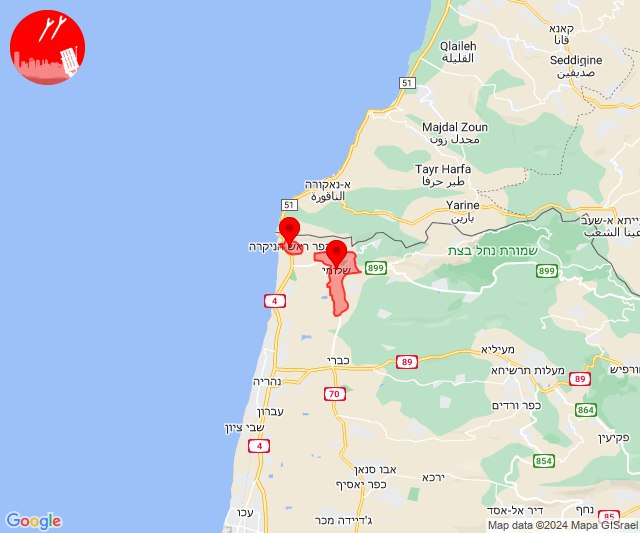 קאנא
قانا
Qlaileh
القليلة
Seddigine
صديقين
51
Majdal Zoun
مجدل زون
Tayr Harfa
طير حرفا
א-נאקורה
الناقورة
51
Yarine
يارين
ייתא א-שעב
عيتا الشعب
כפר ראש הניקרה
שמורת נחל בצת
שלומי
899
899
4
כברי
89
מעיליא
מעלות תרשיחא
89
חורפיש
נהריה
70
עברון
כפר ורדים
864
שבי ציון
פקיעין
4
854
אבו סנאן
ירכא
כפר יאסיף
עכו
ג'דיידה מכר
דיר אל-אסד
נחף
85
Google
Map data ©2024 Mapa GISrael